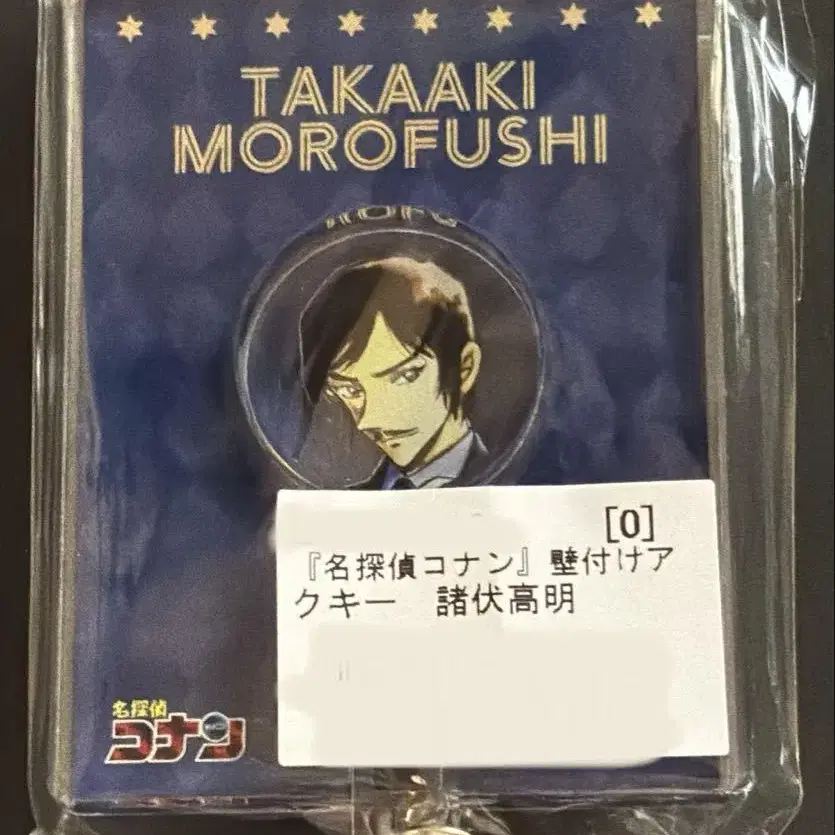 TAKAAKI
MOROFUSHI
[0]
『名探偵コナン』壁付けア
クキー　諸伏高明
名探偵
コナン